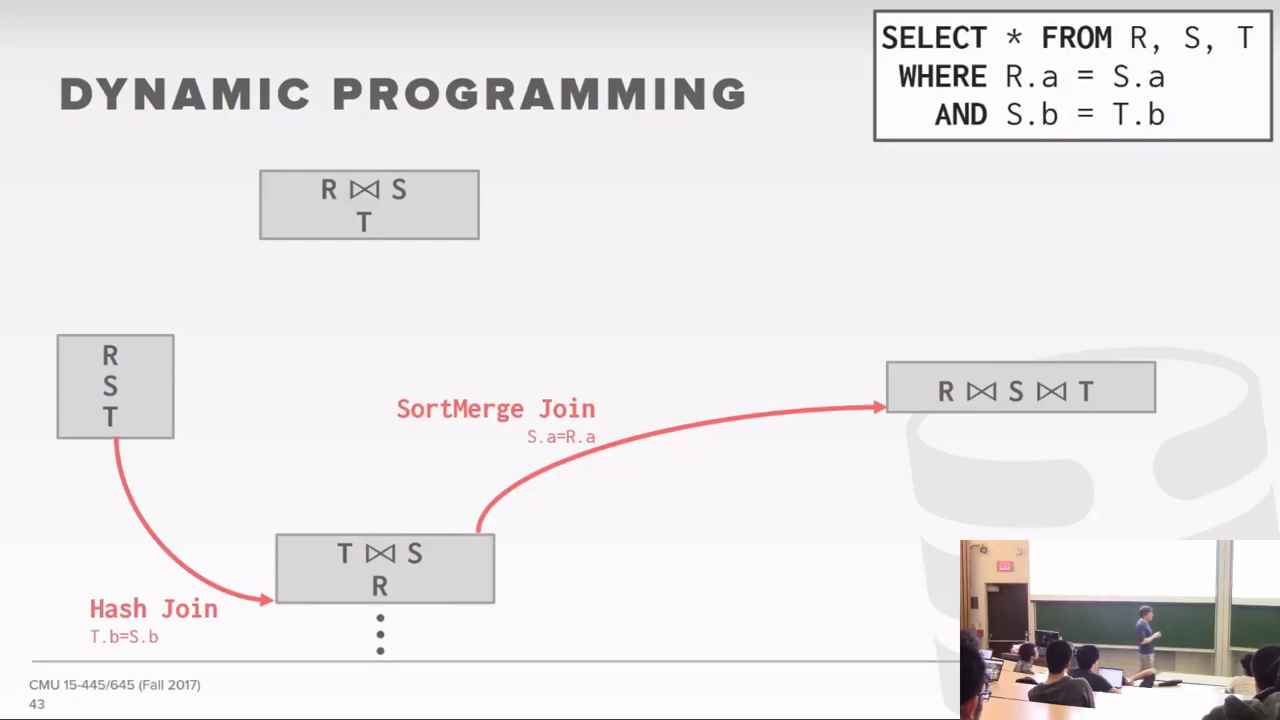 SELECT * FROM R, S, T
WHERE R.a = S.a
AND S.b = T.b
DYNAMIC PROGRAMMING
R ⋈ S
T
R
S
T
SortMerge Join
S.a=R.a
R ⋈ S ⋈ T
T ⋈ S
R
Hash Join
T.b=S.b
CMU 15-445/645 (Fall 2017)
43